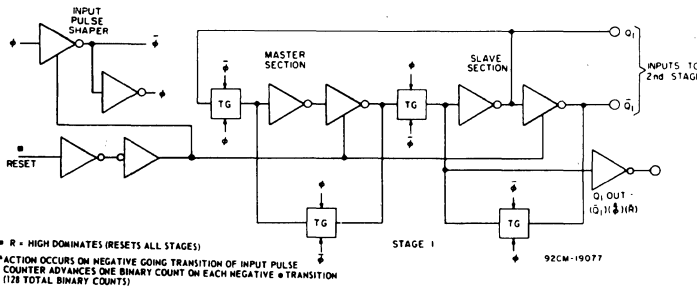 INPUT
PULSE
SHAPER
ϕ
ϕ̄
ϕ
MASTER
SECTION
SLAVE
SECTION
Q1
INPUTS TO
2nd STAGE
Q̄1
ϕ̄
TG
ϕ
ϕ
TG
ϕ̄
■
RESET
ϕ
TG
ϕ̄
ϕ̄
TG
ϕ
Q1 OUT -
STAGE 1
92CM-19077
■ R = HIGH DOMINATES (RESETS ALL STAGES)
ACTION OCCURS ON NEGATIVE GOING TRANSITION OF INPUT PULSE
COUNTER ADVANCES ONE BINARY COUNT ON EACH NEGATIVE ϕ TRANSITION
(128 TOTAL BINARY COUNTS)